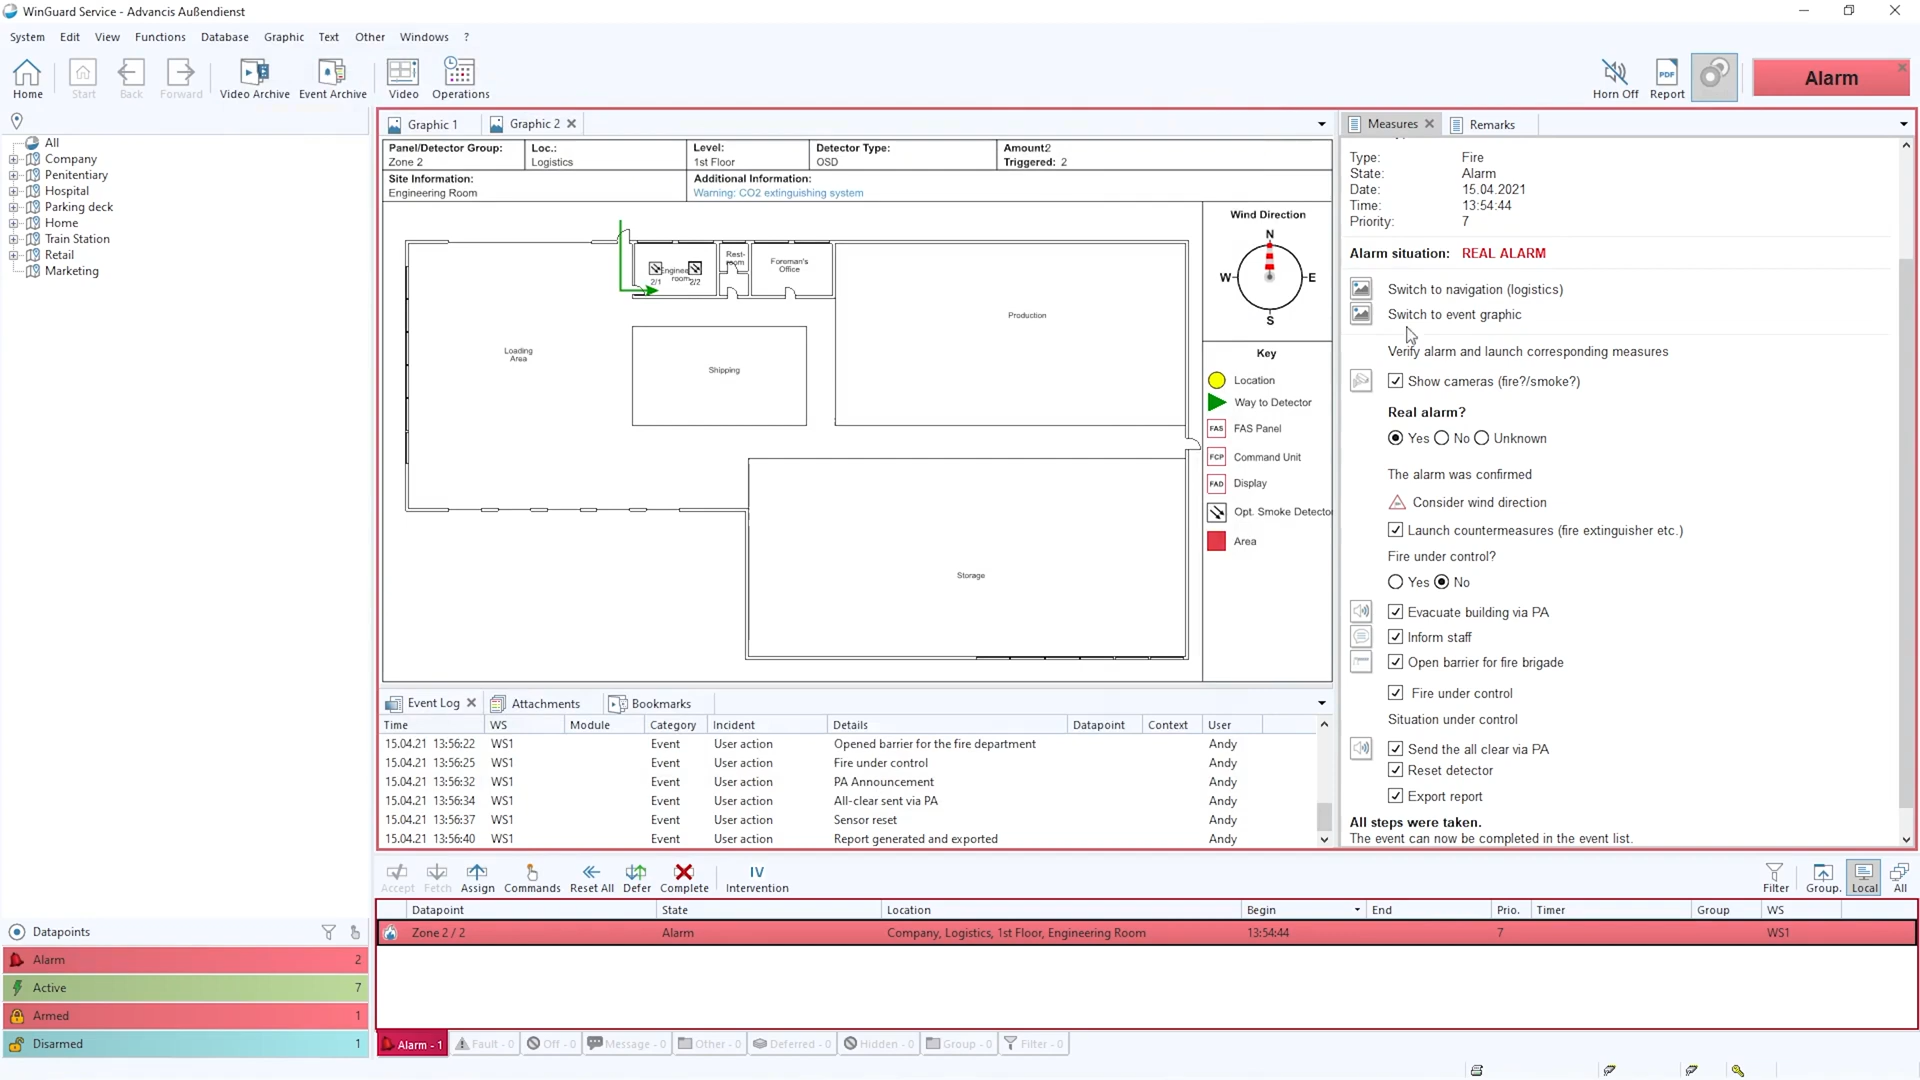 WinGuard Service - Advancis Außendienst
System Edit View Functions Database Graphic Text Other Windows ?
Home Start Back Forward Video Archive Event Archive Video Operations Horn Off Report Alarm
All
Company
Penitentiary
Hospital
Parking deck
Home
Train Station
Retail
Marketing
Datapoints
Alarm 2
Active 7
Armed 1
Disarmed 1
Graphic 1 Graphic 2
Panel/Detector Group: Loc.: Level: Detector Type: Amount2
Zone 2 Logistics 1st Floor OSD Triggered: 2
Site Information: Additional Information:
Engineering Room Warning: CO2 extinguishing system
Rest-
room
Foreman's
Office
Enginee
room
2/1 2/2
Production
Loading
Area
Shipping
Storage
Wind Direction
N
W E
S
Key
Location
Way to Detector
FAS FAS Panel
FCP Command Unit
FAD Display
Opt. Smoke Detecto
Area
Event Log Attachments Bookmarks
Time WS Module Category Incident Details Datapoint Context User
15.04.21 13:56:22 WS1 Event User action Opened barrier for the fire department Andy
15.04.21 13:56:25 WS1 Event User action Fire under control Andy
15.04.21 13:56:32 WS1 Event User action PA Announcement Andy
15.04.21 13:56:34 WS1 Event User action All-clear sent via PA Andy
15.04.21 13:56:37 WS1 Event User action Sensor reset Andy
15.04.21 13:56:40 WS1 Event User action Report generated and exported Andy
Measures Remarks
Type: Fire
State: Alarm
Date: 15.04.2021
Time: 13:54:44
Priority: 7
Alarm situation: REAL ALARM
Switch to navigation (logistics)
Switch to event graphic
Verify alarm and launch corresponding measures
Show cameras (fire?/smoke?)
Real alarm?
Yes No Unknown
The alarm was confirmed
Consider wind direction
Launch countermeasures (fire extinguisher etc.)
Fire under control?
Yes No
Evacuate building via PA
Inform staff
Open barrier for fire brigade
Fire under control
Situation under control
Send the all clear via PA
Reset detector
Export report
All steps were taken.
The event can now be completed in the event list.
IV
Accept Fetch Assign Commands Reset All Defer Complete Intervention Filter Group. Local All
Datapoint State Location Begin End Prio. Timer Group WS
Zone 2 / 2 Alarm Company, Logistics, 1st Floor, Engineering Room 13:54:44 7 WS1
Alarm - 1 Fault - 0 Off - 0 Message - 0 Other - 0 Deferred - 0 Hidden - 0 Group - 0 Filter - 0